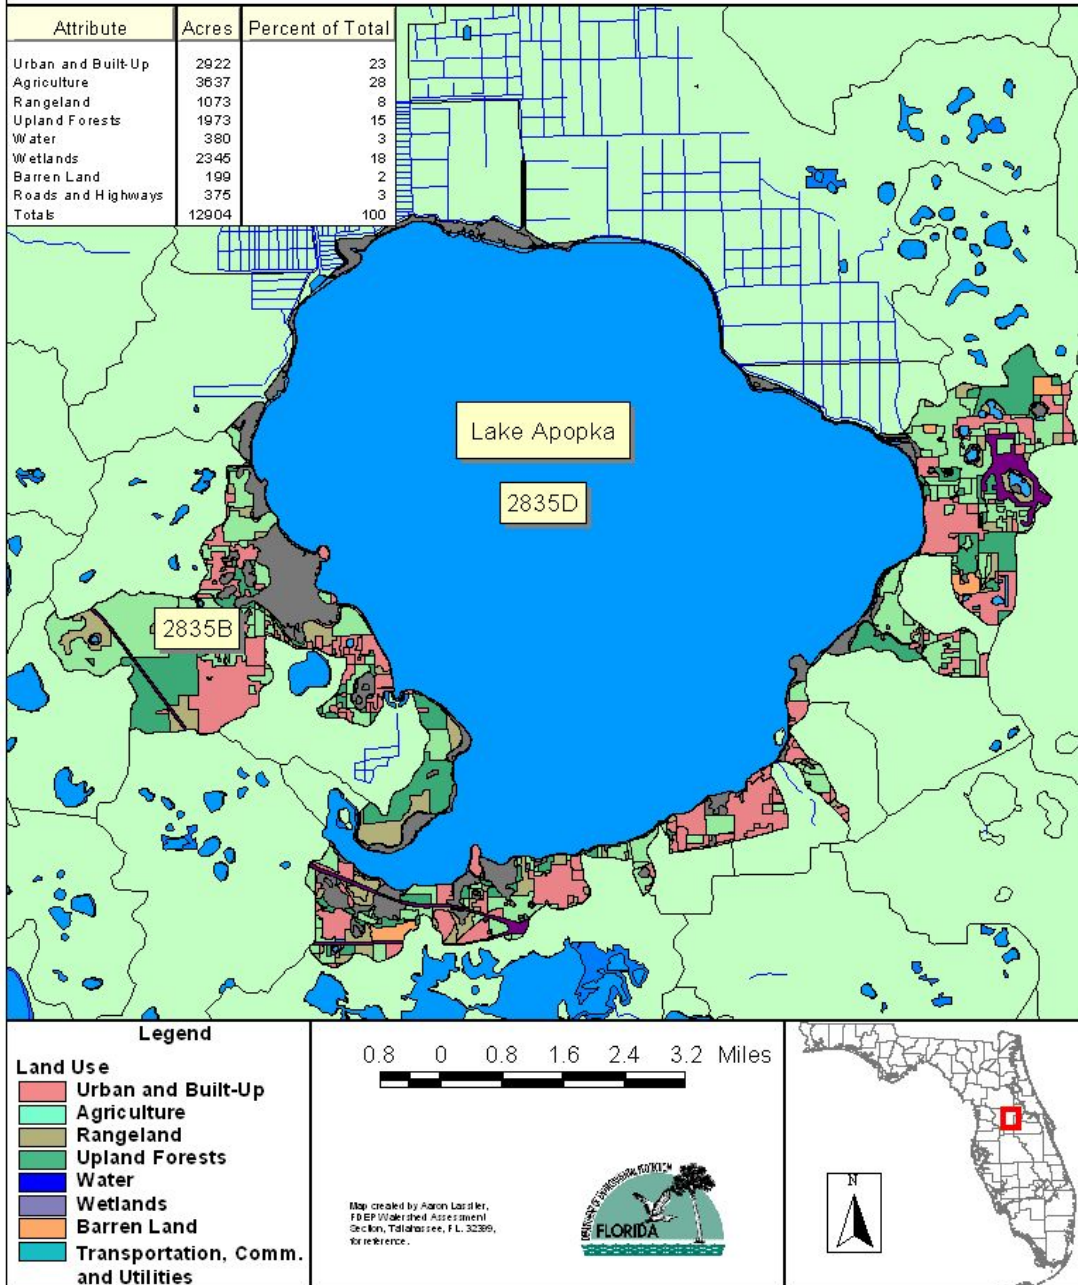 Attribute Acres Percent of Total
Urban and Built-Up 2922 23
Agriculture 3637 28
Rangeland 1073 8
Upland Forests 1973 15
Water 380 3
Wetlands 2345 18
Barren Land 199 2
Roads and Highways 375 3
Totals 12904 100
Lake Apopka
2835D
2835B
Legend
Land Use
Urban and Built-Up
Agriculture
Rangeland
Upland Forests
Water
Wetlands
Barren Land
Transportation, Comm.
and Utilities
0.8 0 0.8 1.6 2.4 3.2 Miles
Map created by Aaron Lassiter,
FDEP Watershed Assessment
Section, Tallahassee, FL. 32399,
for reference.
DEPARTMENT OF ENVIRONMENTAL PROTECTION
FLORIDA
N